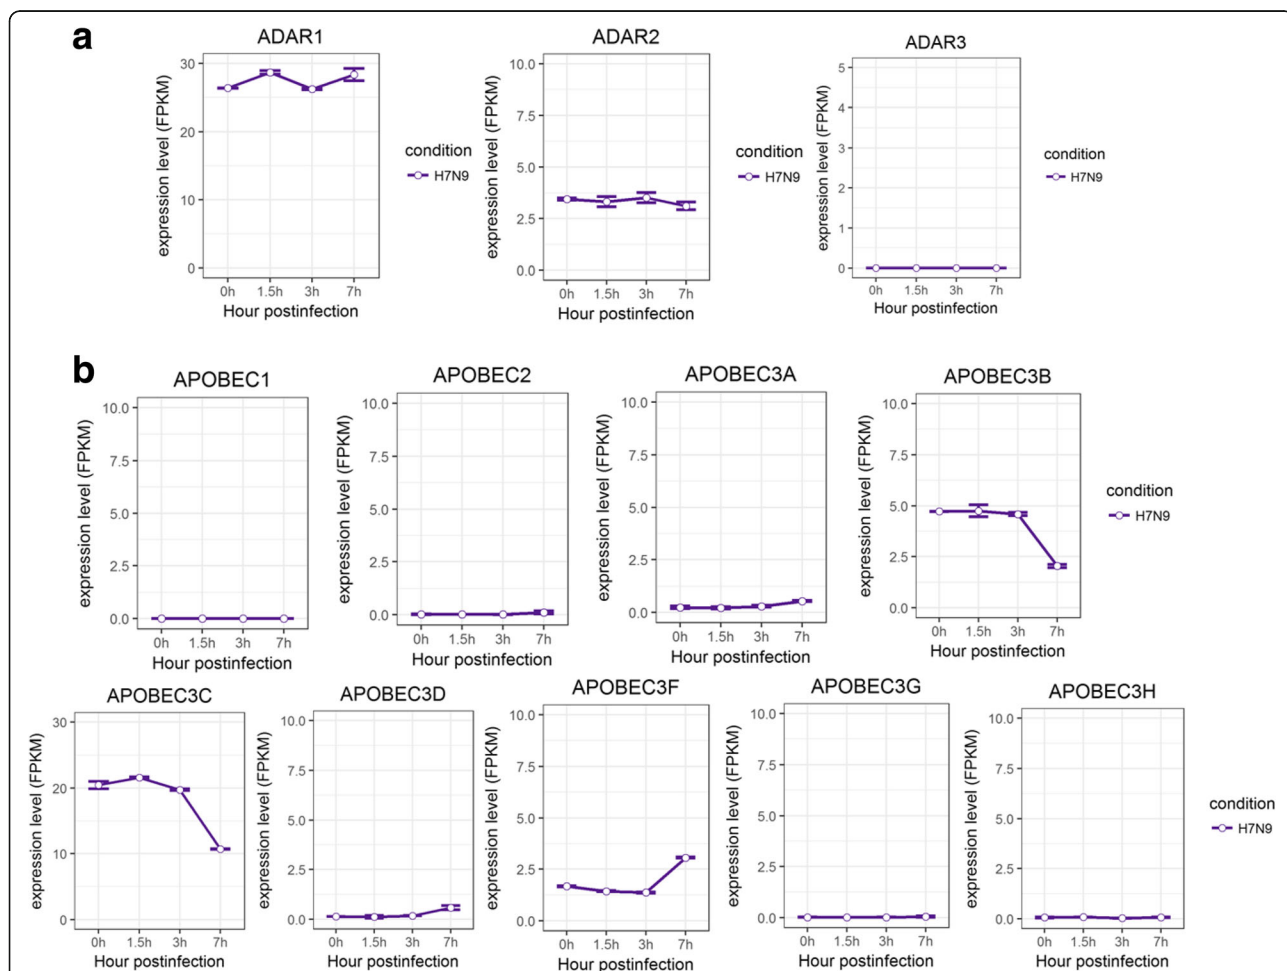 a
ADAR1
expression level (FPKM)
30
20
10
0
0h 1.5h 3h 7h
Hour postinfection
condition
H7N9
ADAR2
expression level (FPKM)
10.0
7.5
5.0
2.5
0.0
0h 1.5h 3h 7h
Hour postinfection
condition
H7N9
ADAR3
expression level (FPKM)
5
4
3
2
1
0
0h 1.5h 3h 7h
Hour postinfection
condition
H7N9
b
APOBEC1
expression level (FPKM)
10.0
7.5
5.0
2.5
0.0
0h 1.5h 3h 7h
Hour postinfection
APOBEC2
expression level (FPKM)
10.0
7.5
5.0
2.5
0.0
0h 1.5h 3h 7h
Hour postinfection
APOBEC3A
expression level (FPKM)
10.0
7.5
5.0
2.5
0.0
0h 1.5h 3h 7h
Hour postinfection
APOBEC3B
expression level (FPKM)
10.0
7.5
5.0
2.5
0.0
0h 1.5h 3h 7h
Hour postinfection
condition
H7N9
APOBEC3C
expression level (FPKM)
30
20
10
0
0h 1.5h 3h 7h
Hour postinfection
APOBEC3D
expression level (FPKM)
10.0
7.5
5.0
2.5
0.0
0h 1.5h 3h 7h
Hour postinfection
APOBEC3F
expression level (FPKM)
10.0
7.5
5.0
2.5
0.0
0h 1.5h 3h 7h
Hour postinfection
APOBEC3G
expression level (FPKM)
10.0
7.5
5.0
2.5
0.0
0h 1.5h 3h 7h
Hour postinfection
APOBEC3H
expression level (FPKM)
10.0
7.5
5.0
2.5
0.0
0h 1.5h 3h 7h
Hour postinfection
condition
H7N9